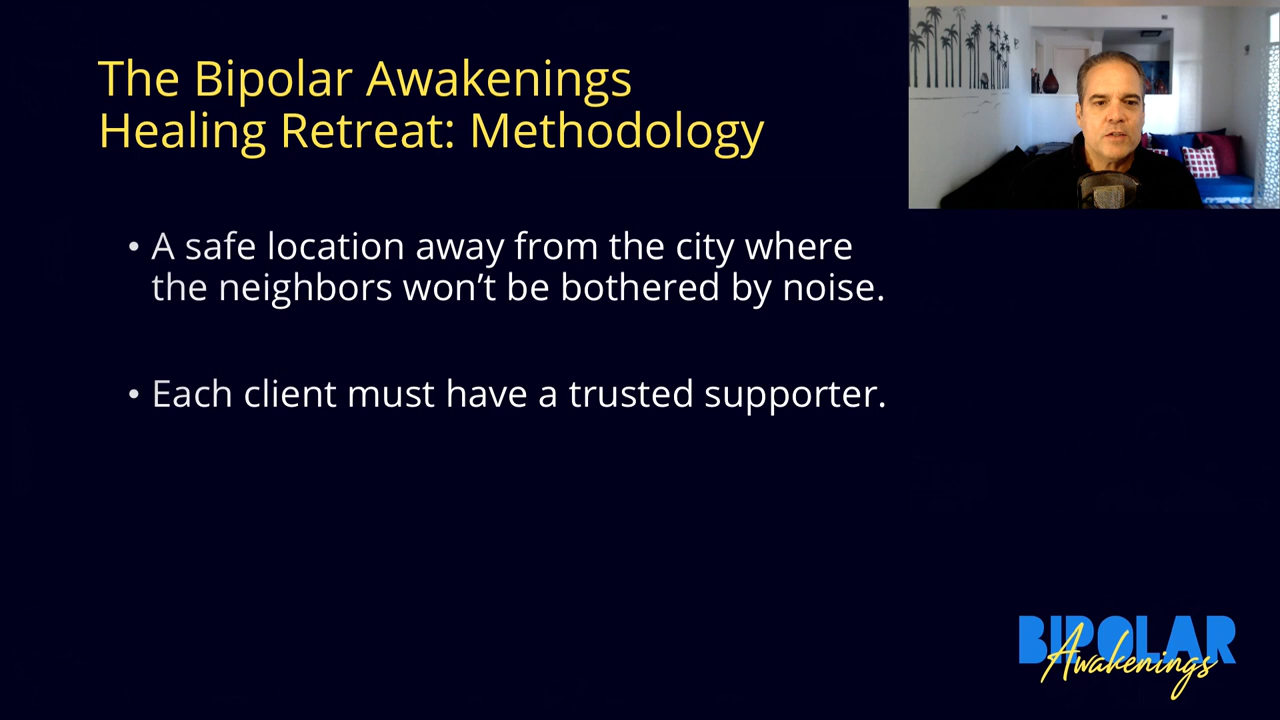 The Bipolar Awakenings
Healing Retreat: Methodology
• A safe location away from the city where
the neighbors won’t be bothered by noise.
• Each client must have a trusted supporter.
BIPOLAR
Awakenings